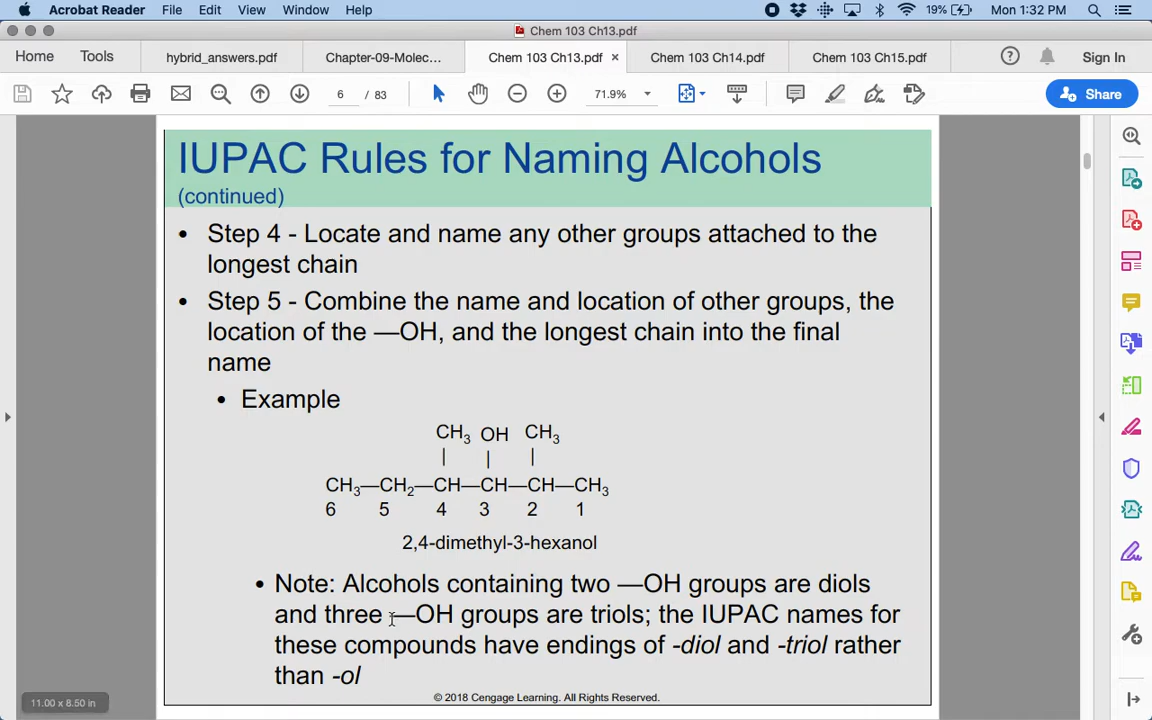 Acrobat Reader File Edit View Window Help 19% Mon 1:32 PM
Chem 103 Ch13.pdf
Home Tools hybrid_answers.pdf Chapter-09-Molec... Chem 103 Ch13.pdf × Chem 103 Ch14.pdf Chem 103 Ch15.pdf ? Sign In
6 / 83 71.9% Share
IUPAC Rules for Naming Alcohols
(continued)
• Step 4 - Locate and name any other groups attached to the
longest chain
• Step 5 - Combine the name and location of other groups, the
location of the —OH, and the longest chain into the final
name
• Example
CH₃ OH CH₃
| | |
CH₃—CH₂—CH—CH—CH—CH₃
6 5 4 3 2 1
2,4-dimethyl-3-hexanol
• Note: Alcohols containing two —OH groups are diols
and three —OH groups are triols; the IUPAC names for
these compounds have endings of -diol and -triol rather
than -ol
© 2018 Cengage Learning. All Rights Reserved.
11.00 x 8.50 in